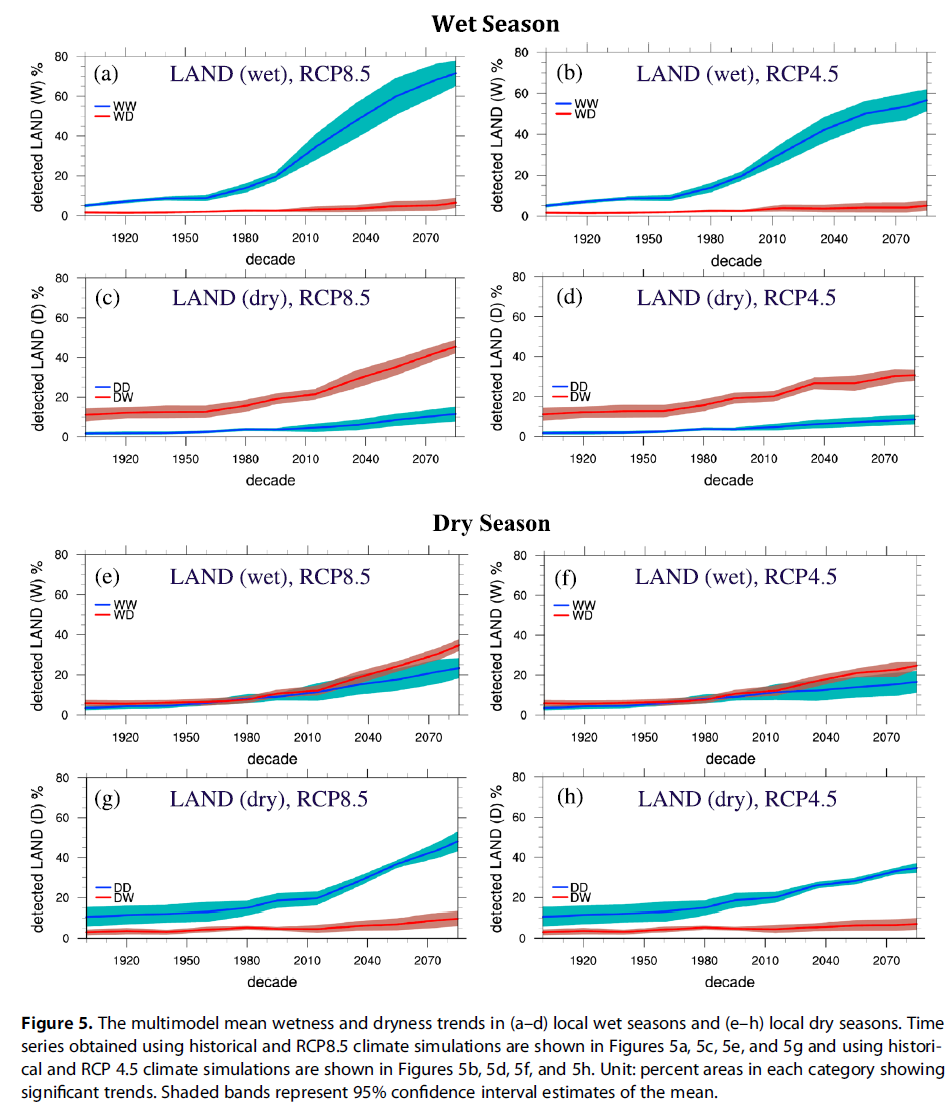 Wet Season
(a) LAND (wet), RCP8.5
WW
WD
detected LAND (W) %
80
60
40
20
0
1920 1950 1980 2010 2040 2070
decade
(b) LAND (wet), RCP4.5
WW
WD
detected LAND (W) %
80
60
40
20
0
1920 1950 1980 2010 2040 2070
decade
(c) LAND (dry), RCP8.5
DD
DW
detected LAND (D) %
80
60
40
20
0
1920 1950 1980 2010 2040 2070
decade
(d) LAND (dry), RCP4.5
DD
DW
detected LAND (D) %
80
60
40
20
0
1920 1950 1980 2010 2040 2070
decade
Dry Season
(e) LAND (wet), RCP8.5
WW
WD
detected LAND (W) %
80
60
40
20
0
1920 1950 1980 2010 2040 2070
decade
(f) LAND (wet), RCP4.5
WW
WD
detected LAND (W) %
80
60
40
20
0
1920 1950 1980 2010 2040 2070
decade
(g) LAND (dry), RCP8.5
DD
DW
detected LAND (D) %
80
60
40
20
0
1920 1950 1980 2010 2040 2070
decade
(h) LAND (dry), RCP4.5
DD
DW
detected LAND (D) %
80
60
40
20
0
1920 1950 1980 2010 2040 2070
decade
Figure 5. The multimodel mean wetness and dryness trends in (a–d) local wet seasons and (e–h) local dry seasons. Time
series obtained using historical and RCP8.5 climate simulations are shown in Figures 5a, 5c, 5e, and 5g and using histori-
cal and RCP 4.5 climate simulations are shown in Figures 5b, 5d, 5f, and 5h. Unit: percent areas in each category showing
significant trends. Shaded bands represent 95% confidence interval estimates of the mean.